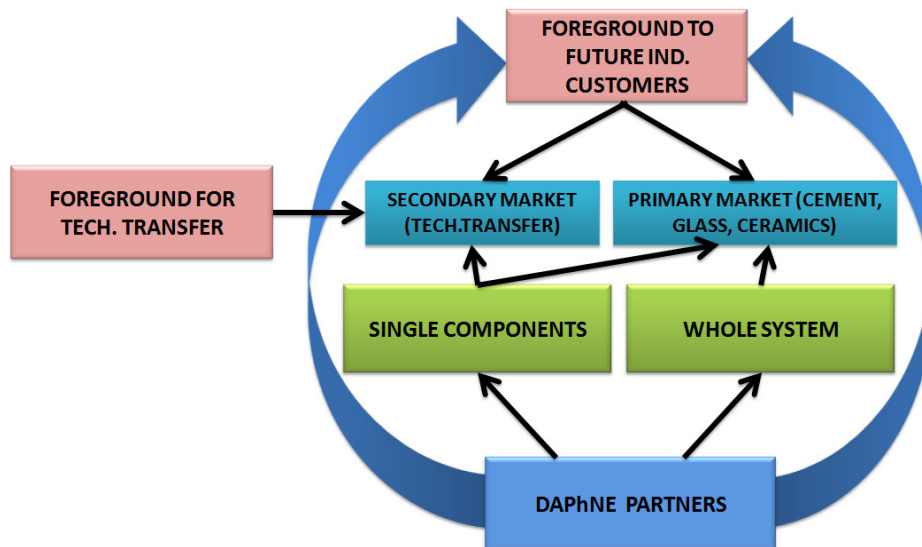 FOREGROUND TO
FUTURE IND.
CUSTOMERS
FOREGROUND FOR
TECH. TRANSFER
SECONDARY MARKET
(TECH.TRANSFER)
PRIMARY MARKET (CEMENT,
GLASS, CERAMICS)
SINGLE COMPONENTS
WHOLE SYSTEM
DAPhNE PARTNERS